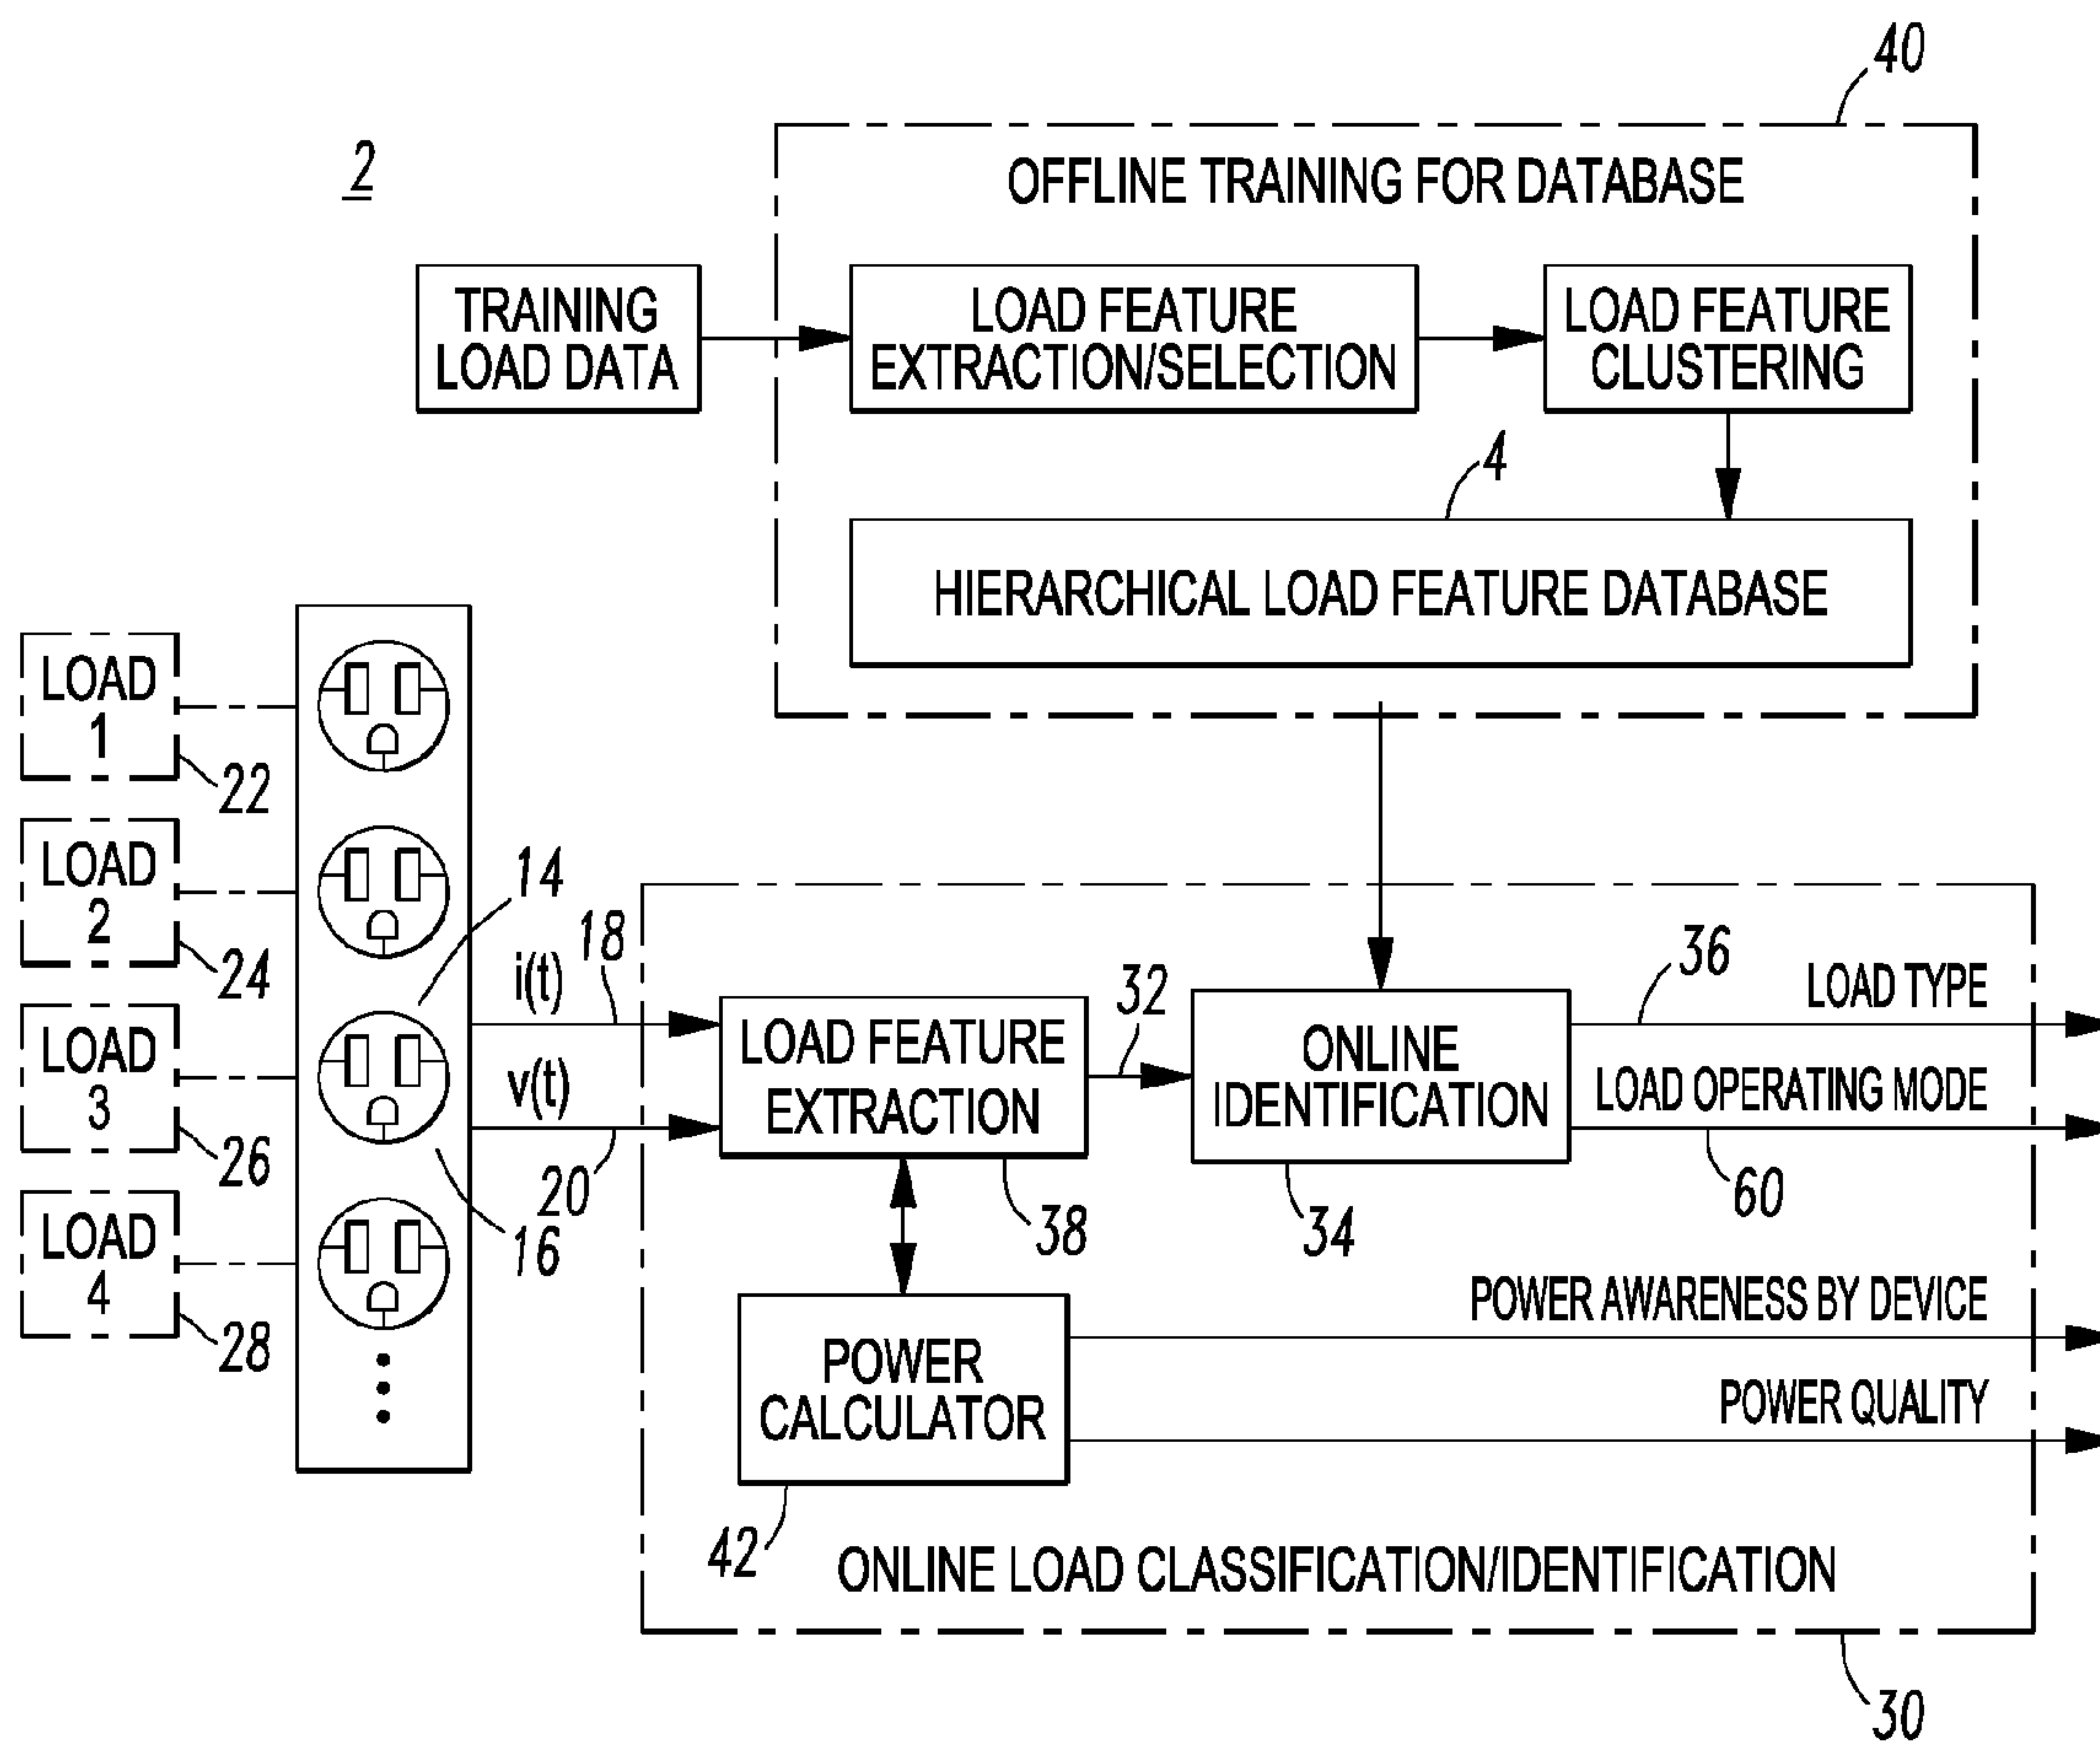 40
2
OFFLINE TRAINING FOR DATABASE
TRAINING
LOAD DATA
LOAD FEATURE
EXTRACTION/SELECTION
LOAD FEATURE
CLUSTERING
4
HIERARCHICAL LOAD FEATURE DATABASE
LOAD
1
22
LOAD
2
24
LOAD
3
26
LOAD
4
28
14
16
i(t)
18
v(t)
20
LOAD FEATURE
EXTRACTION
38
32
ONLINE
IDENTIFICATION
34
36
LOAD TYPE
LOAD OPERATING MODE
60
POWER
CALCULATOR
42
POWER AWARENESS BY DEVICE
POWER QUALITY
ONLINE LOAD CLASSIFICATION/IDENTIFICATION
30